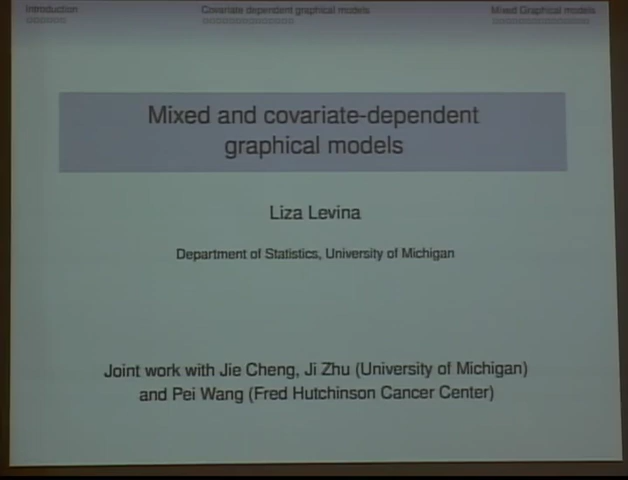 Introduction
Covariate dependent graphical models
Mixed Graphical models
Mixed and covariate-dependent
graphical models
Liza Levina
Department of Statistics, University of Michigan
Joint work with Jie Cheng, Ji Zhu (University of Michigan)
and Pei Wang (Fred Hutchinson Cancer Center)